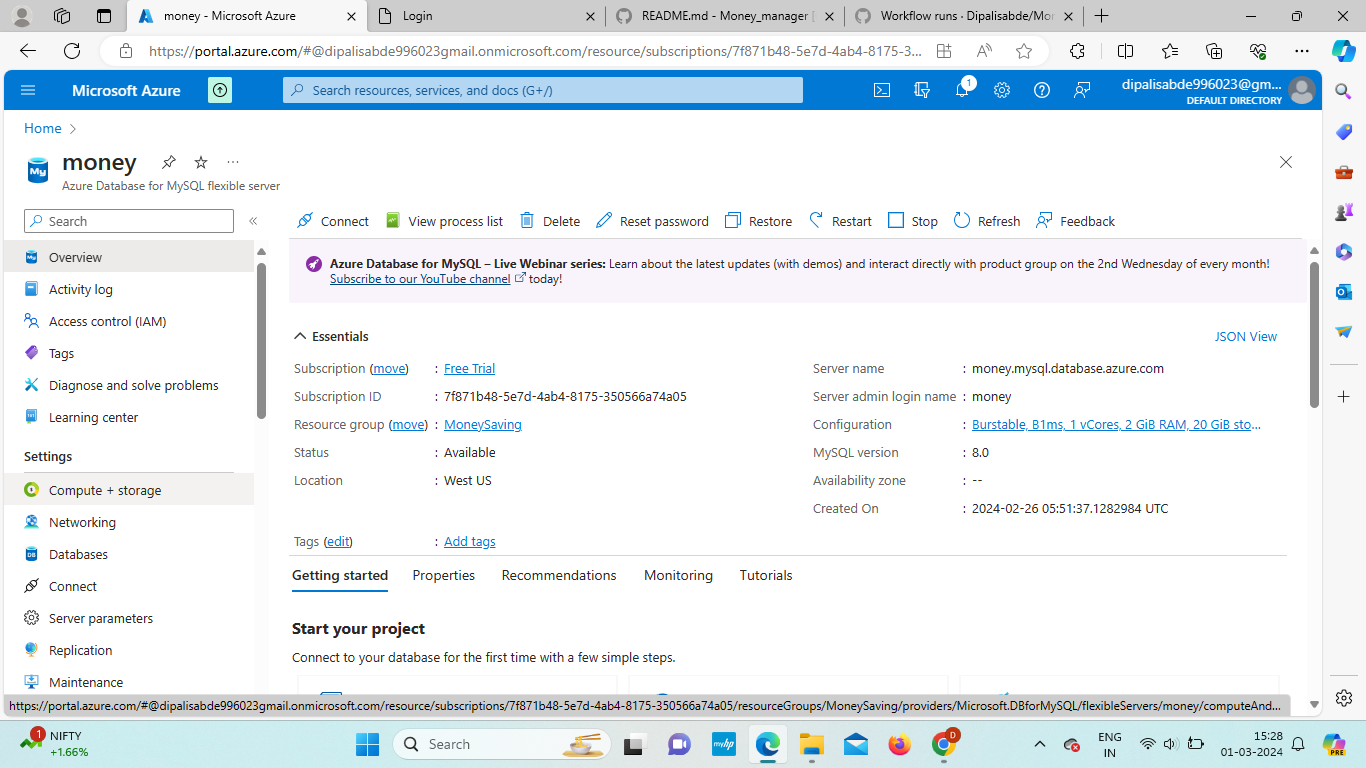 money - Microsoft Azure
Login
README.md - Money_manager [
Workflow runs · Dipalisabde/Mor
https://portal.azure.com/#@dipalisabde996023gmail.onmicrosoft.com/resource/subscriptions/7f871b48-5e7d-4ab4-8175-3...
Microsoft Azure
Search resources, services, and docs (G+/)
1
dipalisabde996023@gm...
DEFAULT DIRECTORY
Home
money
Azure Database for MySQL flexible server
Search
Connect
View process list
Delete
Reset password
Restore
Restart
Stop
Refresh
Feedback
Overview
Activity log
Access control (IAM)
Tags
Diagnose and solve problems
Learning center
Settings
Compute + storage
Networking
Databases
Connect
Server parameters
Replication
Maintenance
Azure Database for MySQL – Live Webinar series: Learn about the latest updates (with demos) and interact directly with product group on the 2nd Wednesday of every month!
Subscribe to our YouTube channel today!
Essentials
JSON View
Subscription (move) : Free Trial
Subscription ID : 7f871b48-5e7d-4ab4-8175-350566a74a05
Resource group (move) : MoneySaving
Status : Available
Location : West US
Server name : money.mysql.database.azure.com
Server admin login name : money
Configuration : Burstable, B1ms, 1 vCores, 2 GiB RAM, 20 GiB sto...
MySQL version : 8.0
Availability zone : --
Created On : 2024-02-26 05:51:37.1282984 UTC
Tags (edit) : Add tags
Getting started
Properties
Recommendations
Monitoring
Tutorials
Start your project
Connect to your database for the first time with a few simple steps.
https://portal.azure.com/#@dipalisabde996023gmail.onmicrosoft.com/resource/subscriptions/7f871b48-5e7d-4ab4-8175-350566a74a05/resourceGroups/MoneySaving/providers/Microsoft.DBforMySQL/flexibleServers/money/computeAnd...
1
NIFTY
+1.66%
Search
myhp
D
ENG
IN
15:28
01-03-2024
PRE